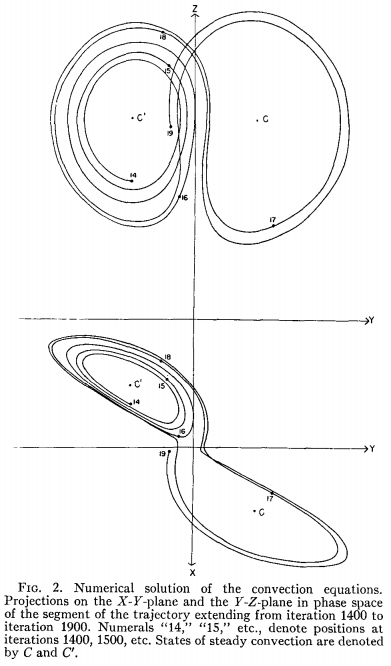 Z
18
15
C'
C
19
14
16
17
Y
18
C'
15
14
16
19
Y
17
C
X
FIG. 2. Numerical solution of the convection equations.
Projections on the X-Y-plane and the Y-Z-plane in phase space
of the segment of the trajectory extending from iteration 1400 to
iteration 1900. Numerals "14," "15," etc., denote positions at
iterations 1400, 1500, etc. States of steady convection are denoted
by C and C'.